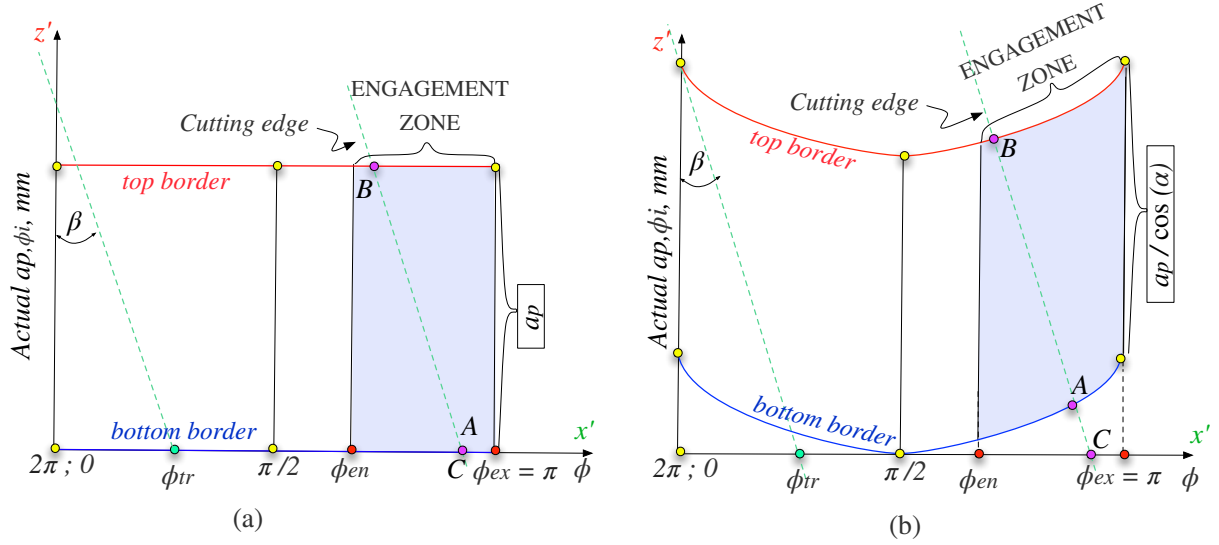 z'
ENGAGEMENT
ZONE
Cutting edge
top border
B
β
Actual ap,ϕi, mm
ap
bottom border
A
x'
2π ; 0
ϕtr
π/2
ϕen
C
ϕex = π
ϕ
(a)
z'
ENGAGEMENT
ZONE
Cutting edge
top border
B
β
Actual ap,ϕi, mm
ap / cos (α)
bottom border
A
C
x'
2π ; 0
ϕtr
π/2
ϕen
ϕex = π
ϕ
(b)